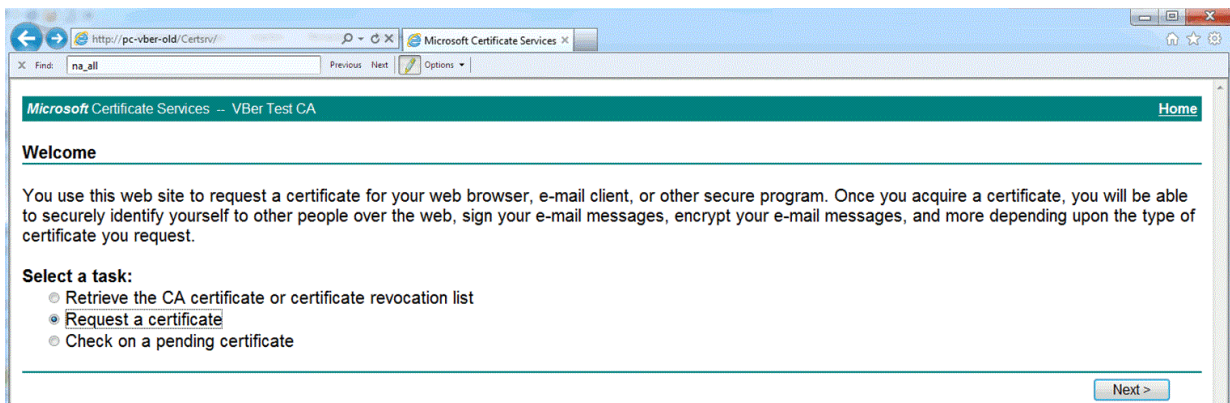 http://pc-vber-old/Certsrv/
Microsoft Certificate Services
X Find: na_all Previous Next Options
Microsoft Certificate Services -- VBer Test CA Home
Welcome
You use this web site to request a certificate for your web browser, e-mail client, or other secure program. Once you acquire a certificate, you will be able
to securely identify yourself to other people over the web, sign your e-mail messages, encrypt your e-mail messages, and more depending upon the type of
certificate you request.
Select a task:
Retrieve the CA certificate or certificate revocation list
Request a certificate
Check on a pending certificate
Next >